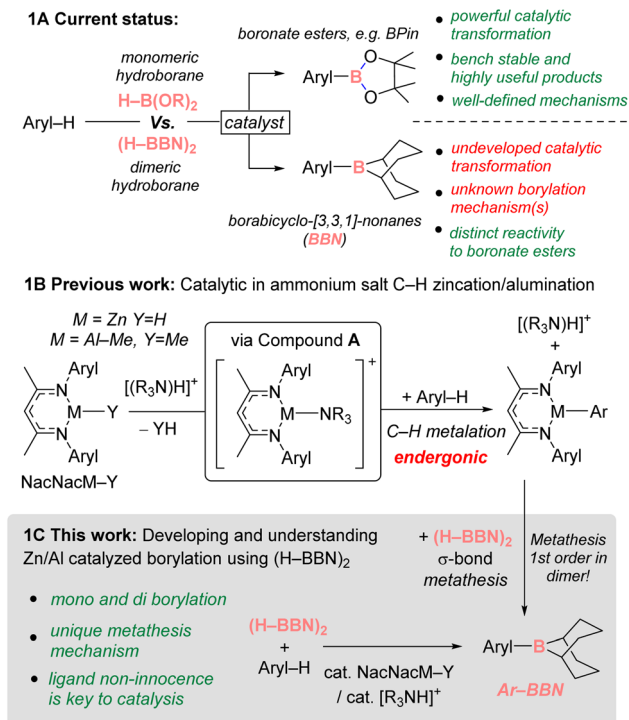 1A Current status:
boronate esters, e.g. BPin
monomeric
hydroborane
H–B(OR)2
Aryl–H
Vs.
catalyst
(H–BBN)2
dimeric
hydroborane
Aryl–B
O
O
• powerful catalytic
transformation
• bench stable and
highly useful products
• well-defined mechanisms
Aryl–B
borabicyclo-[3,3,1]-nonanes
(BBN)
• undeveloped catalytic
transformation
• unknown borylation
mechanism(s)
• distinct reactivity
to boronate esters
1B Previous work: Catalytic in ammonium salt C–H zincation/alumination
M = Zn Y=H
M = Al–Me, Y=Me
Aryl
N
M–Y
N
Aryl
NacNacM–Y
[(R3N)H]+
– YH
via Compound A
Aryl
N
M–NR3
N
Aryl
+
+ Aryl–H
C–H metalation
endergonic
[(R3N)H]+
+
Aryl
N
M–Ar
N
Aryl
1C This work: Developing and understanding
Zn/Al catalyzed borylation using (H–BBN)2
• mono and di borylation
• unique metathesis
mechanism
• ligand non-innocence
is key to catalysis
+ (H–BBN)2
σ-bond
metathesis
Metathesis
1st order in
dimer!
(H–BBN)2
+
Aryl–H
cat. NacNacM–Y
/ cat. [R3NH]+
Aryl–B
Ar–BBN